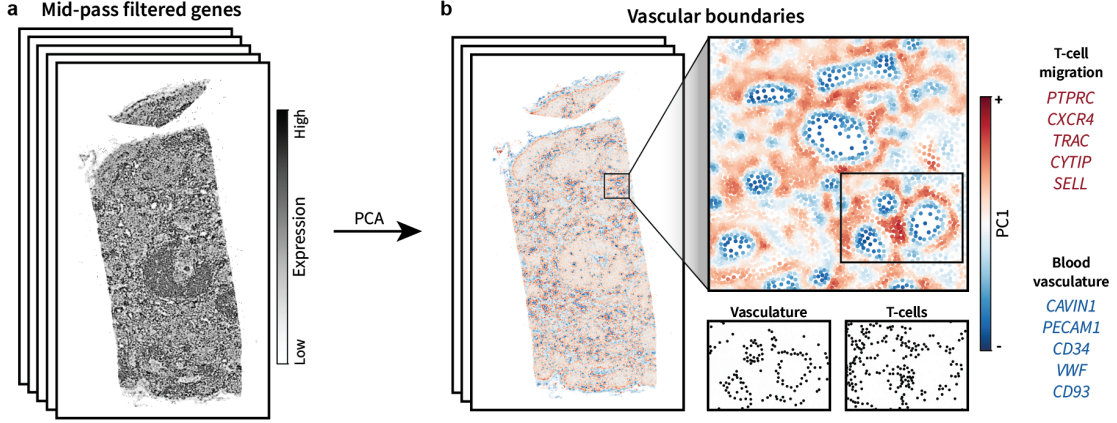 a
Mid-pass filtered genes
High
Expression
Low
PCA
b
Vascular boundaries
Vasculature
T-cells
+
PC1
-
T-cell
migration
PTPRC
CXCR4
TRAC
CYTIP
SELL
Blood
vasculature
CAVIN1
PECAM1
CD34
VWF
CD93